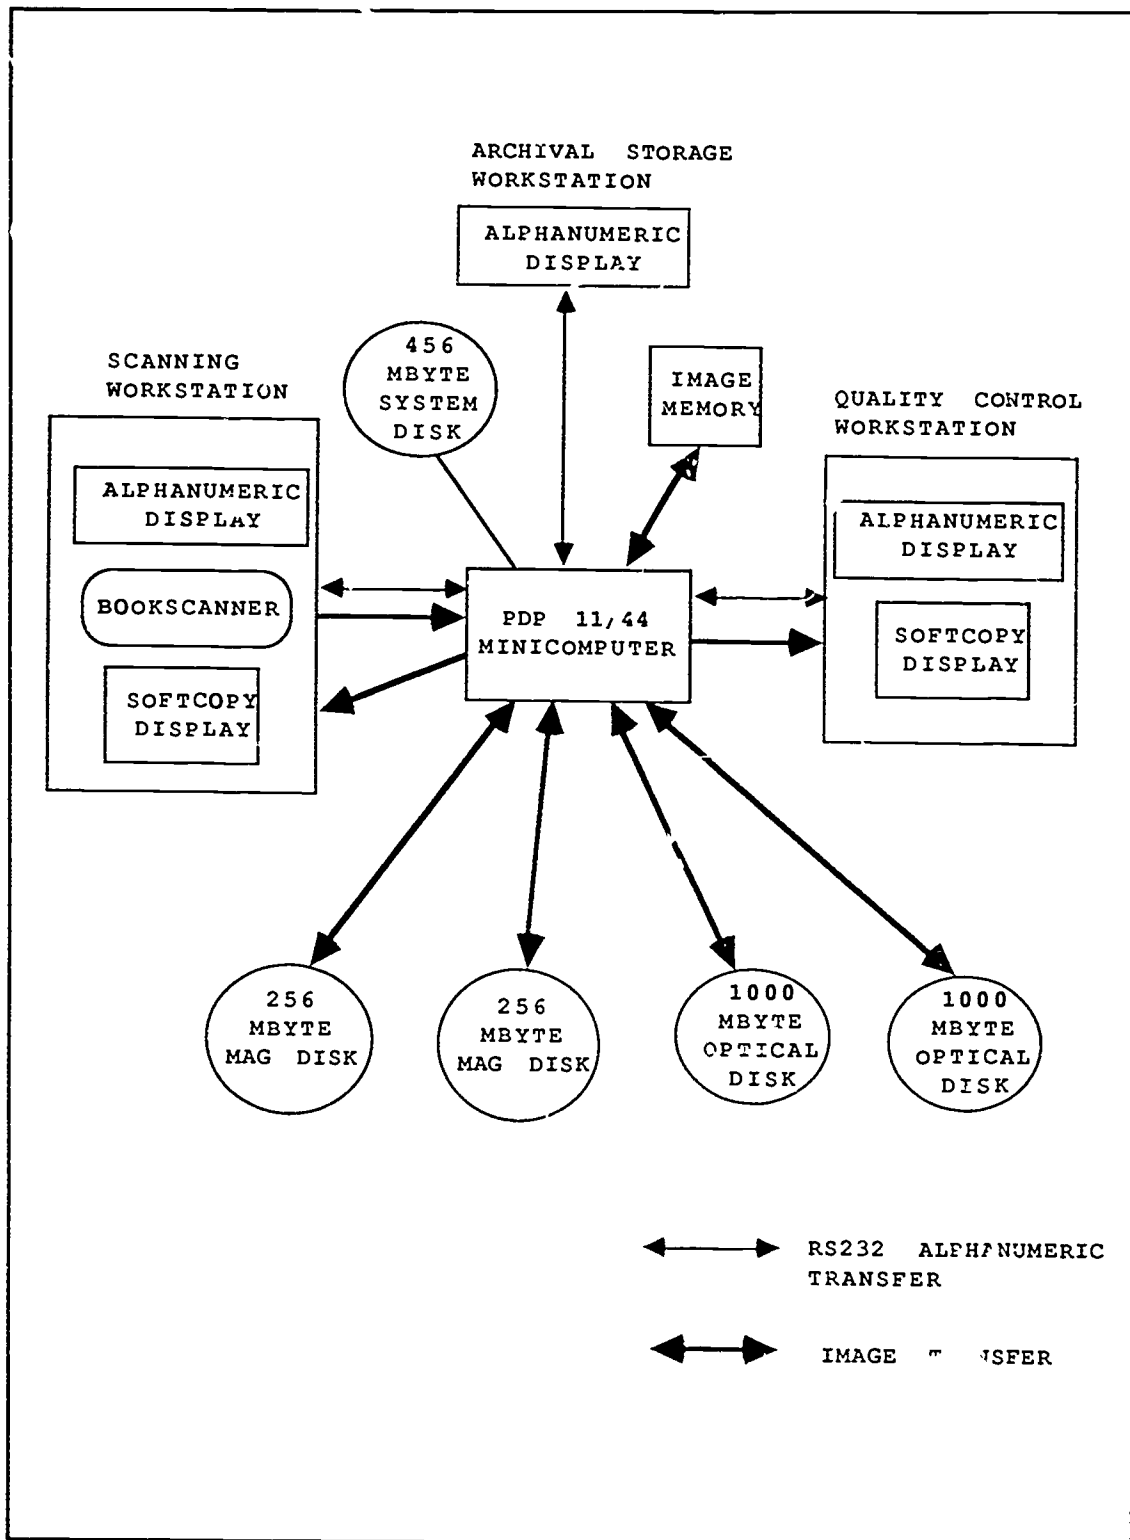 ARCHIVAL STORAGE
WORKSTATION
ALPHANUMERIC
DISPLAY
456
MBYTE
SYSTEM
DISK
SCANNING
WORKSTATION
ALPHANUMERIC
DISPLAY
BOOKSCANNER
SOFTCOPY
DISPLAY
IMAGE
MEMORY
QUALITY CONTROL
WORKSTATION
ALPHANUMERIC
DISPLAY
SOFTCOPY
DISPLAY
PDP 11/44
MINICOMPUTER
256
MBYTE
MAG DISK
256
MBYTE
MAG DISK
1000
MBYTE
OPTICAL
DISK
1000
MBYTE
OPTICAL
DISK
RS232 ALPHANUMERIC
TRANSFER
IMAGE